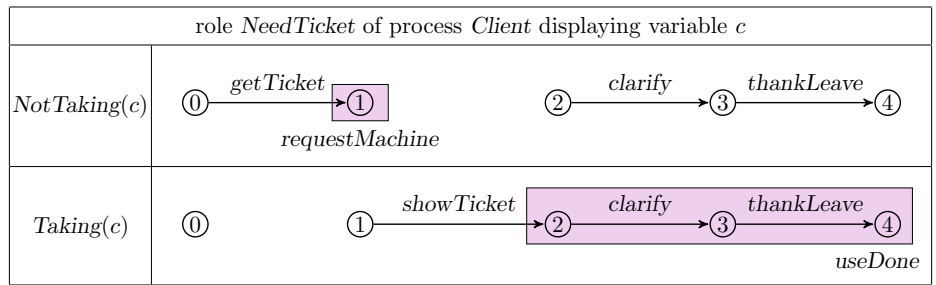 role NeedTicket of process Client displaying variable c
getTicket clarify thankLeave
NotTaking(c) 0 1 2 3 4
requestMachine
showTicket clarify thankLeave
Taking(c) 0 1 2 3 4
useDone